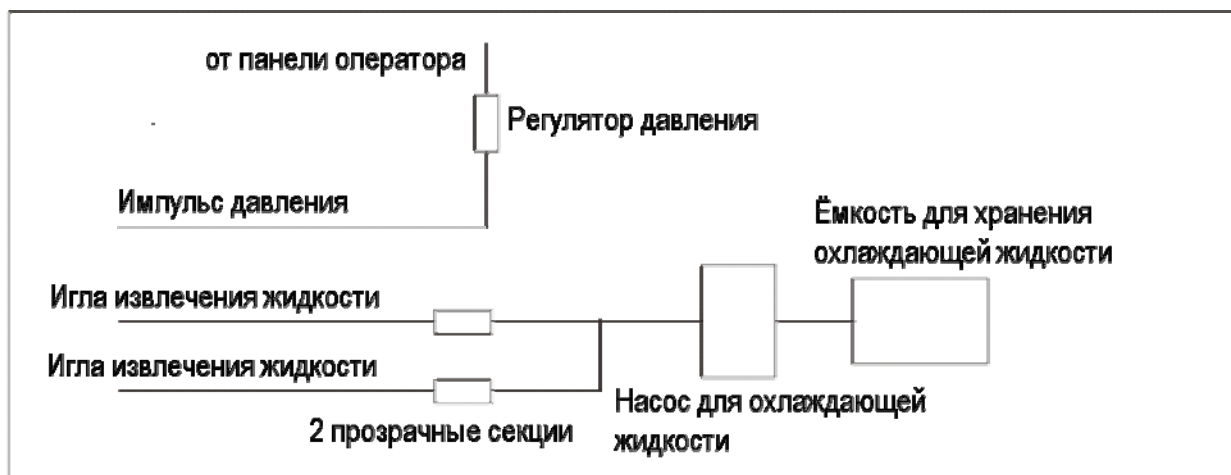 от панели оператора
Регулятор давления
Импульс давления
Ёмкость для хранения
охлаждающей жидкости
Игла извлечения жидкости
Игла извлечения жидкости
2 прозрачные секции
Насос для охлаждающей
жидкости